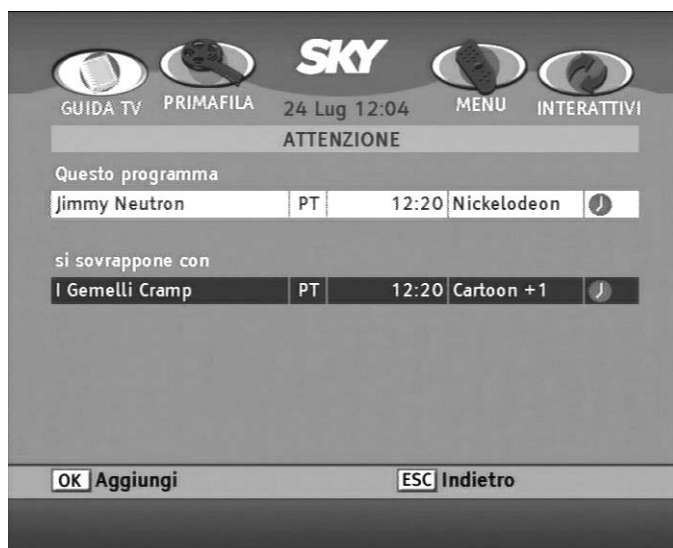 SKY
GUIDA TV PRIMAFILA 24 Lug 12:04 MENU INTERATTIVI
ATTENZIONE
Questo programma
Jimmy Neutron PT 12:20 Nickelodeon
si sovrappone con
I Gemelli Cramp PT 12:20 Cartoon +1
OK Aggiungi ESC Indietro